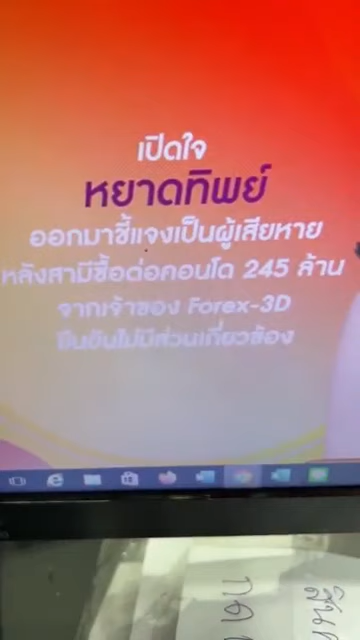 เปิดใจ
หยาดทิพย์
ออกมาชี้แจงเป็นผู้เสียหาย
หลังสามีซื้อต่อคอนโด 245 ล้าน
จากเจ้าของ Forex-3D
ยืนยันไม่มีส่วนเกี่ยวข้อง